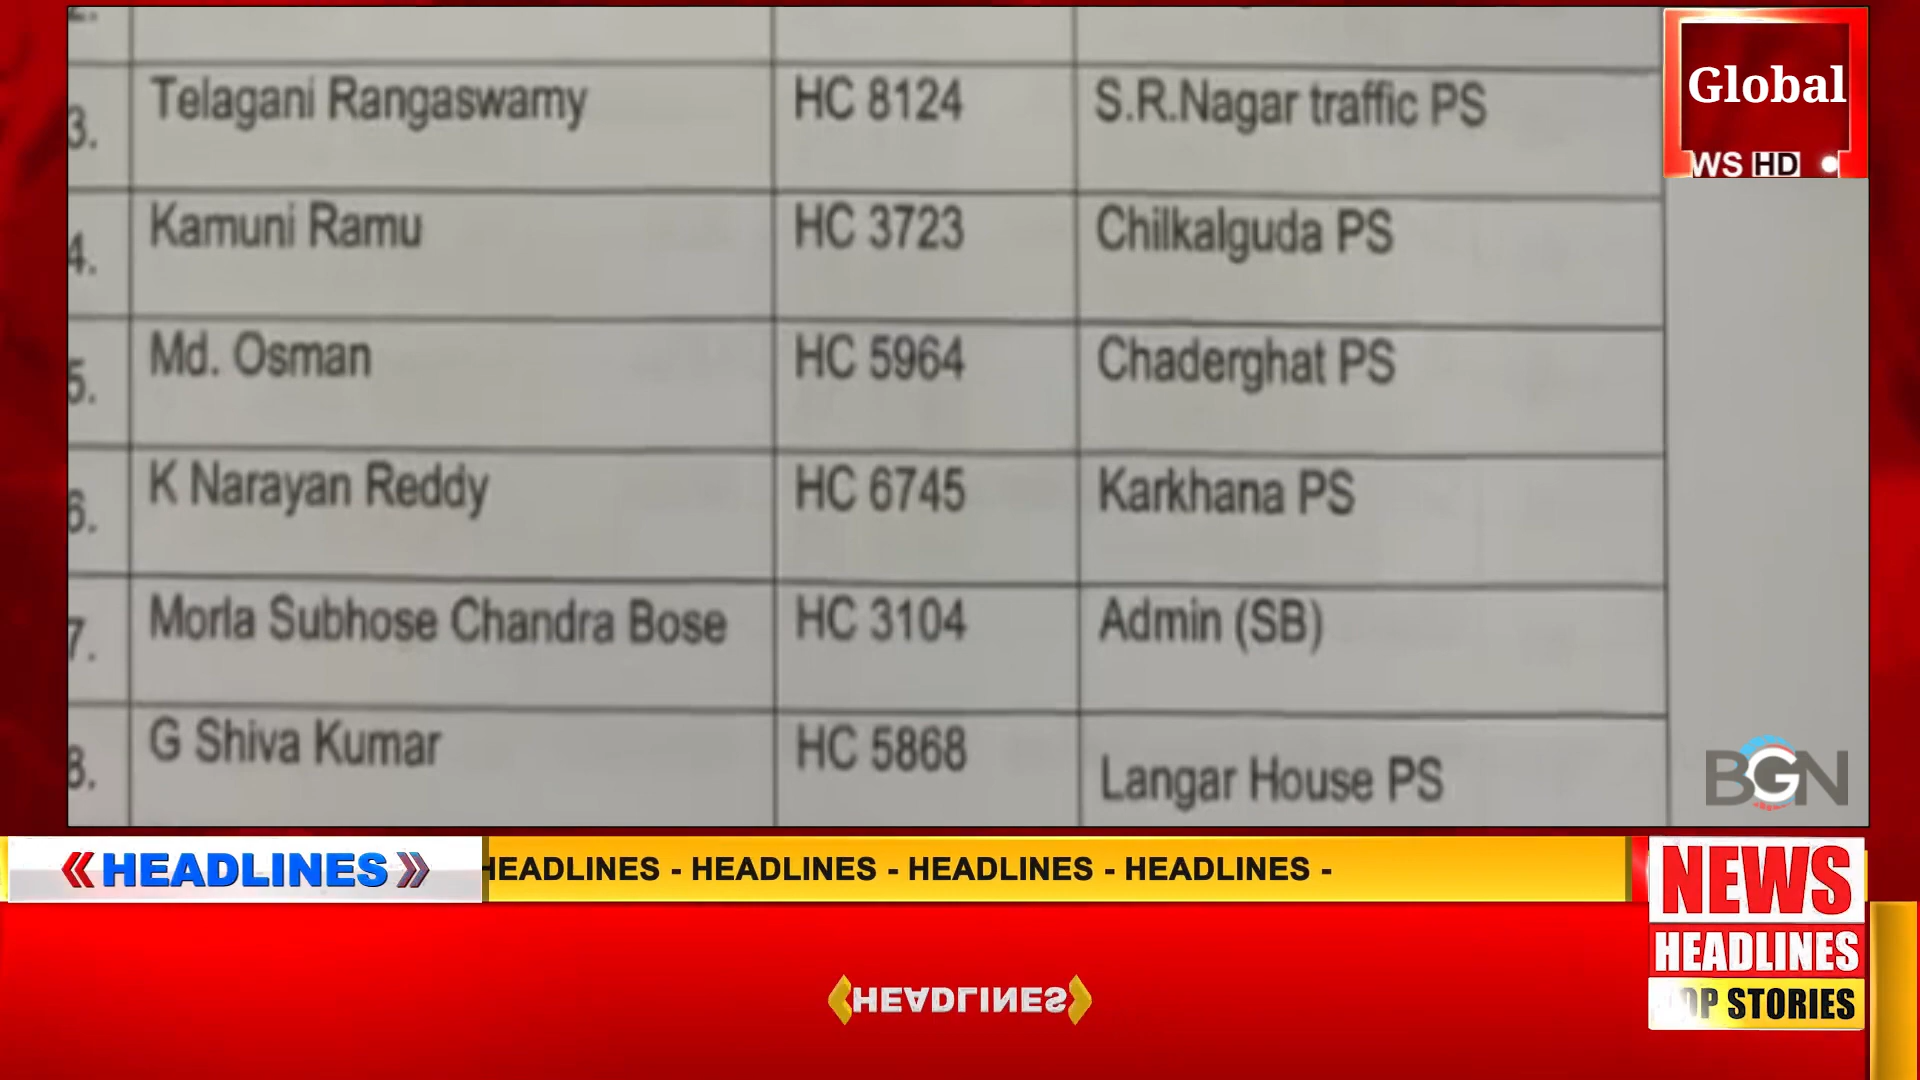 2.
3. Telagani Rangaswamy HC 8124 S.R.Nagar traffic PS
4. Kamuni Ramu HC 3723 Chilkalguda PS
5. Md. Osman HC 5964 Chaderghat PS
6. K Narayan Reddy HC 6745 Karkhana PS
7. Morla Subhose Chandra Bose HC 3104 Admin (SB)
8. G Shiva Kumar HC 5868 Langar House PS
Global
WS HD
BGN
HEADLINES
HEADLINES - HEADLINES - HEADLINES - HEADLINES -
NEWS
HEADLINES
TOP STORIES
HEADLINES